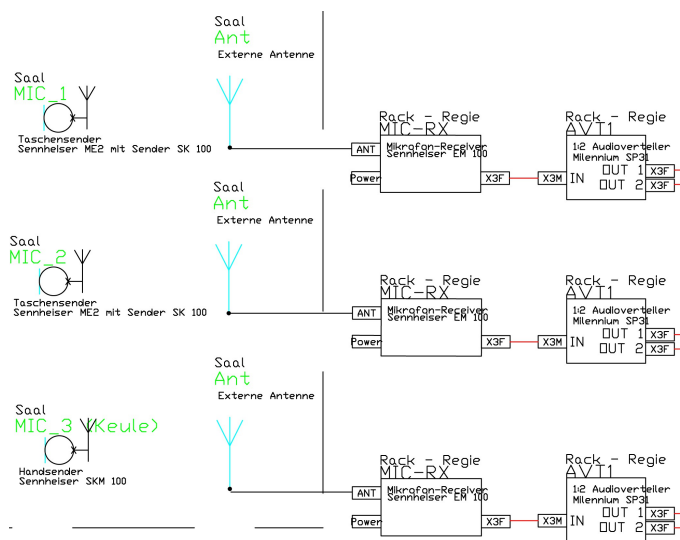 Saal
Ant
Externe Antenne
Saal
MIC_1
Taschensender
Sennheiser ME2 mit Sender SK 100
Rack - Regie
MIC-RX
ANT
Mikrofon-Receiver
Sennheiser EM 100
Power
X3F
Rack - Regie
AVT1
1:2 Audioverteiler
Milennium SP31
X3M
IN
OUT 1
X3F
OUT 2
X3F
Saal
Ant
Externe Antenne
Saal
MIC_2
Taschensender
Sennheiser ME2 mit Sender SK 100
Rack - Regie
MIC-RX
ANT
Mikrofon-Receiver
Sennheiser EM 100
Power
X3F
Rack - Regie
AVT1
1:2 Audioverteiler
Milennium SP31
X3M
IN
OUT 1
X3F
OUT 2
X3F
Saal
Ant
Externe Antenne
Saal
MIC_3 (Keule)
Handsender
Sennheiser SKM 100
Rack - Regie
MIC-RX
ANT
Mikrofon-Receiver
Sennheiser EM 100
Power
X3F
Rack - Regie
AVT1
1:2 Audioverteiler
Milennium SP31
X3M
IN
OUT 1
X3F
OUT 2
X3F